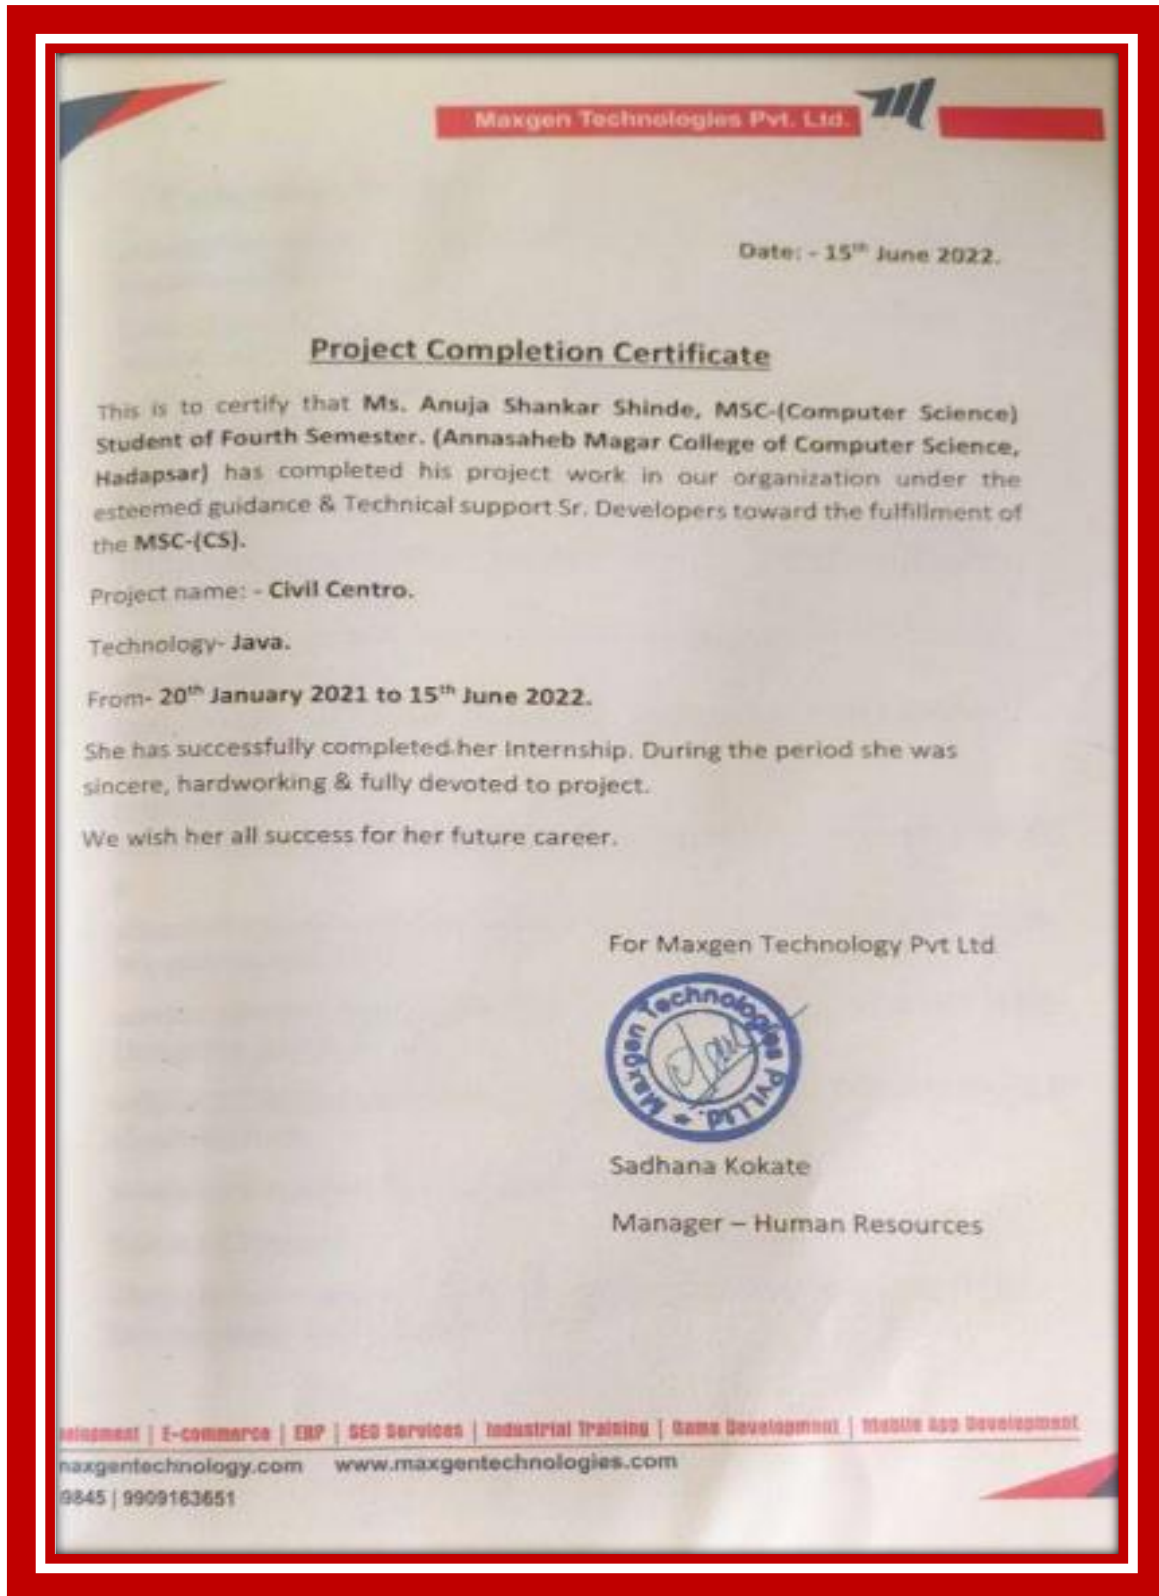 Maxgen Technologies Pvt. Ltd.
Date: - 15th June 2022.
Project Completion Certificate
This is to certify that Ms. Anuja Shankar Shinde, MSC-(Computer Science)
Student of Fourth Semester. (Annasaheb Magar College of Computer Science,
Hadapsar) has completed his project work in our organization under the
esteemed guidance & Technical support Sr. Developers toward the fulfillment of
the MSC-(CS).
Project name: - Civil Centro.
Technology- Java.
From- 20th January 2021 to 15th June 2022.
She has successfully completed her Internship. During the period she was
sincere, hardworking & fully devoted to project.
We wish her all success for her future career.
For Maxgen Technology Pvt Ltd
Maxgen Technologies Pvt.Ltd.
Sadhana Kokate
Manager – Human Resources
elopment | E-commerce | ERP | SEO Services | Industrial Training | Game Development | Mobile App Development
maxgentechnology.com www.maxgentechnologies.com
9845 | 9909163651